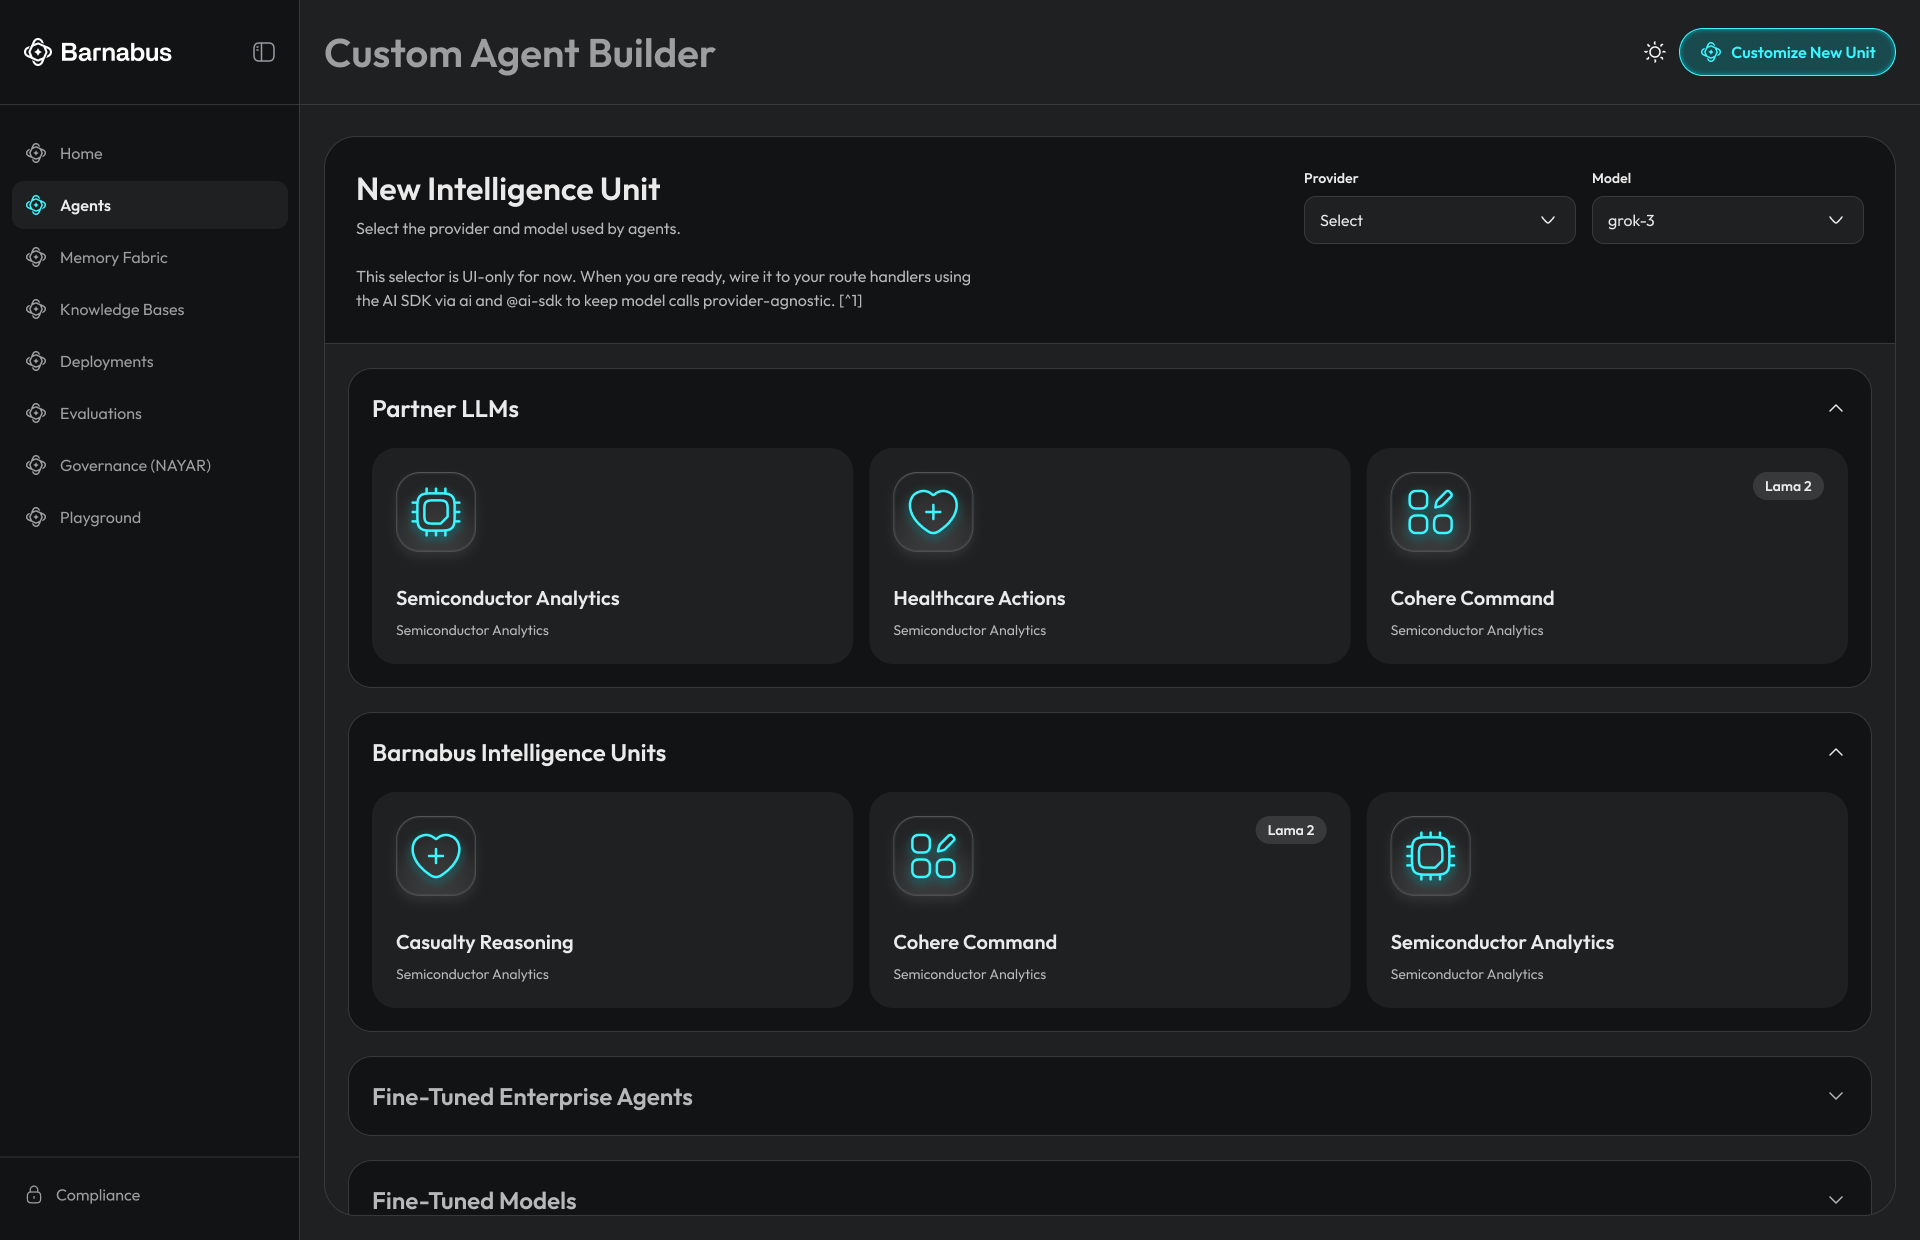 Barnabus
Custom Agent Builder
Customize New Unit
Home
Agents
Memory Fabric
Knowledge Bases
Deployments
Evaluations
Governance (NAYAR)
Playground
Compliance
New Intelligence Unit
Select the provider and model used by agents.
This selector is UI-only for now. When you are ready, wire it to your route handlers using
the AI SDK via ai and @ai-sdk to keep model calls provider-agnostic. [^1]
Provider
Select
Model
grok-3
Partner LLMs
Semiconductor Analytics
Semiconductor Analytics
Healthcare Actions
Semiconductor Analytics
Lama 2
Cohere Command
Semiconductor Analytics
Barnabus Intelligence Units
Casualty Reasoning
Semiconductor Analytics
Lama 2
Cohere Command
Semiconductor Analytics
Semiconductor Analytics
Semiconductor Analytics
Fine-Tuned Enterprise Agents
Fine-Tuned Models